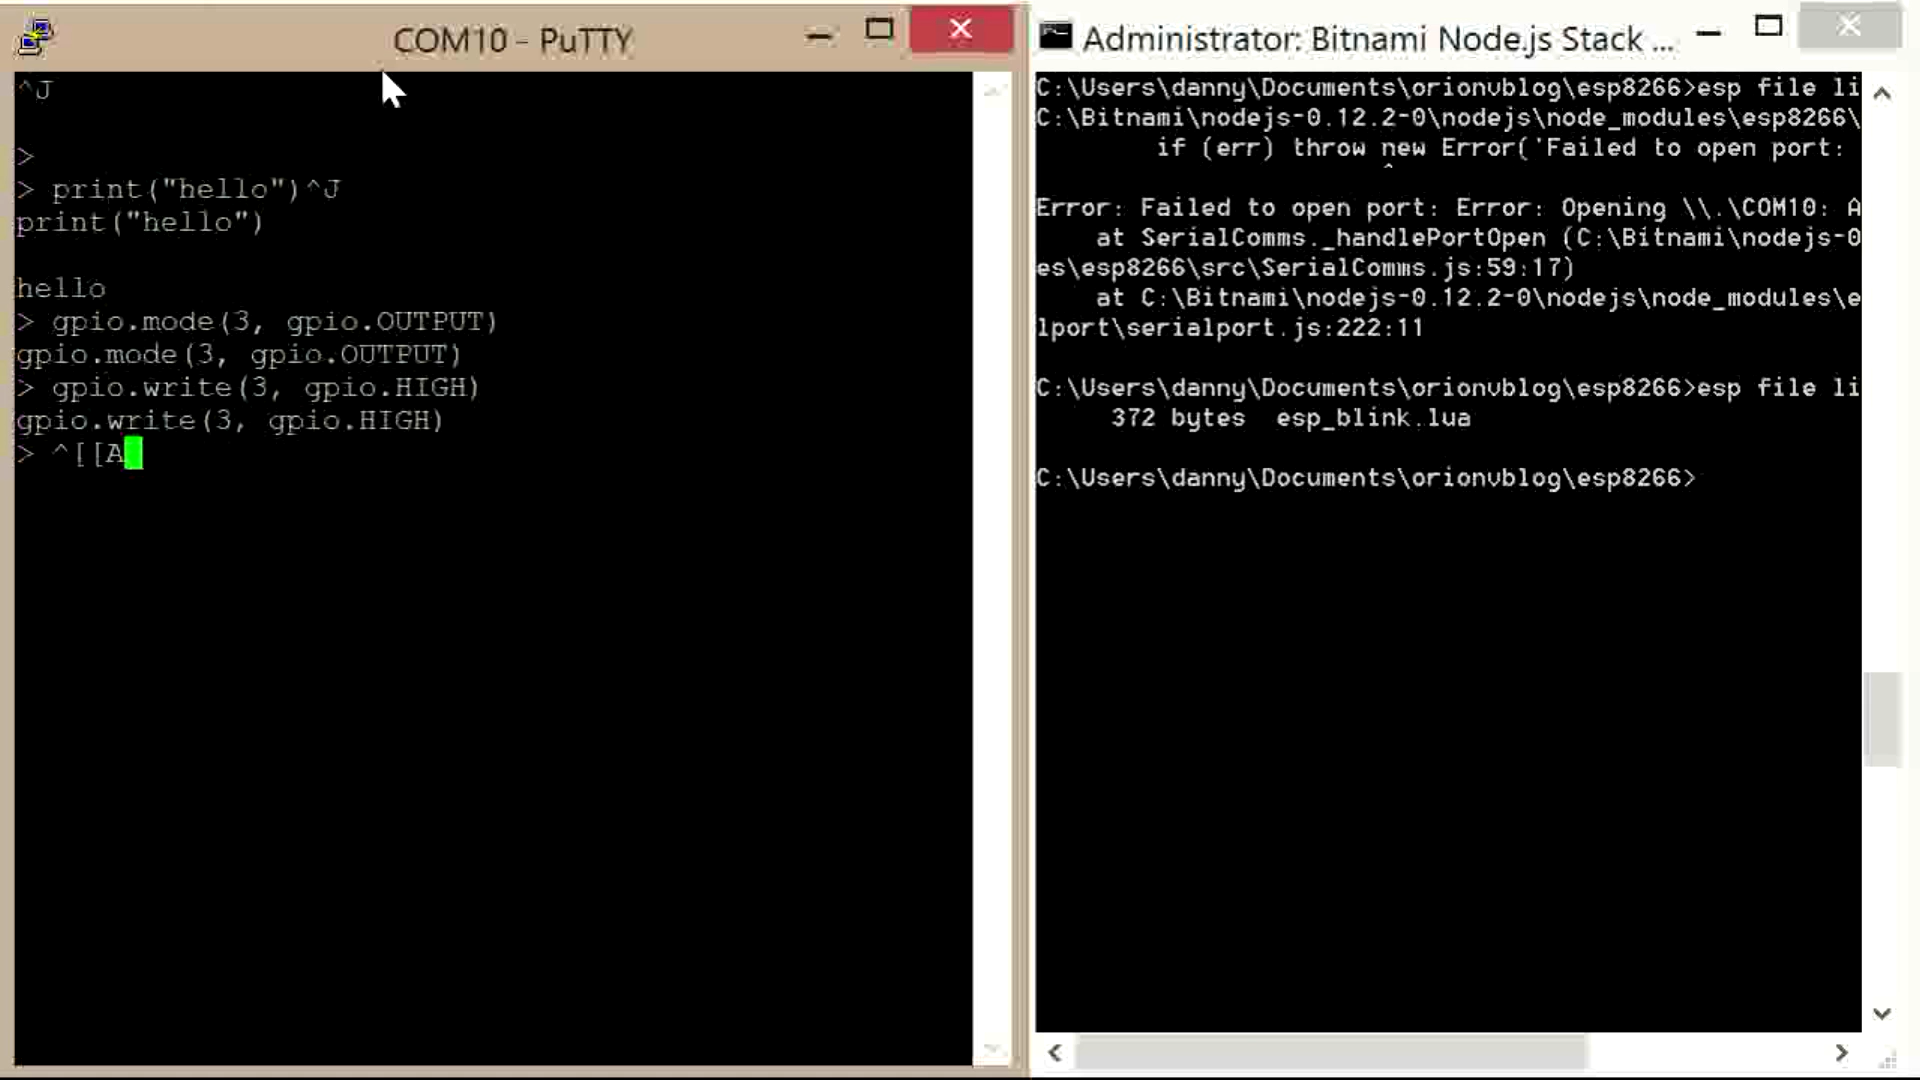 COM10 - PuTTY
^J
>
> print("hello")^J
print("hello")
hello
> gpio.mode(3, gpio.OUTPUT)
gpio.mode(3, gpio.OUTPUT)
> gpio.write(3, gpio.HIGH)
gpio.write(3, gpio.HIGH)
> ^[[A
Administrator: Bitnami Node.js Stack ...
C:\Users\danny\Documents\orionvblog\esp8266>esp file li
C:\Bitnami\nodejs-0.12.2-0\nodejs\node_modules\esp8266\
if (err) throw new Error('Failed to open port:
^
Error: Failed to open port: Error: Opening \\.\COM10: A
at SerialComms._handlePortOpen (C:\Bitnami\nodejs-0
es\esp8266\src\SerialComms.js:59:17)
at C:\Bitnami\nodejs-0.12.2-0\nodejs\node_modules\e
lport\serialport.js:222:11
C:\Users\danny\Documents\orionvblog\esp8266>esp file li
372 bytes  esp_blink.lua
C:\Users\danny\Documents\orionvblog\esp8266>